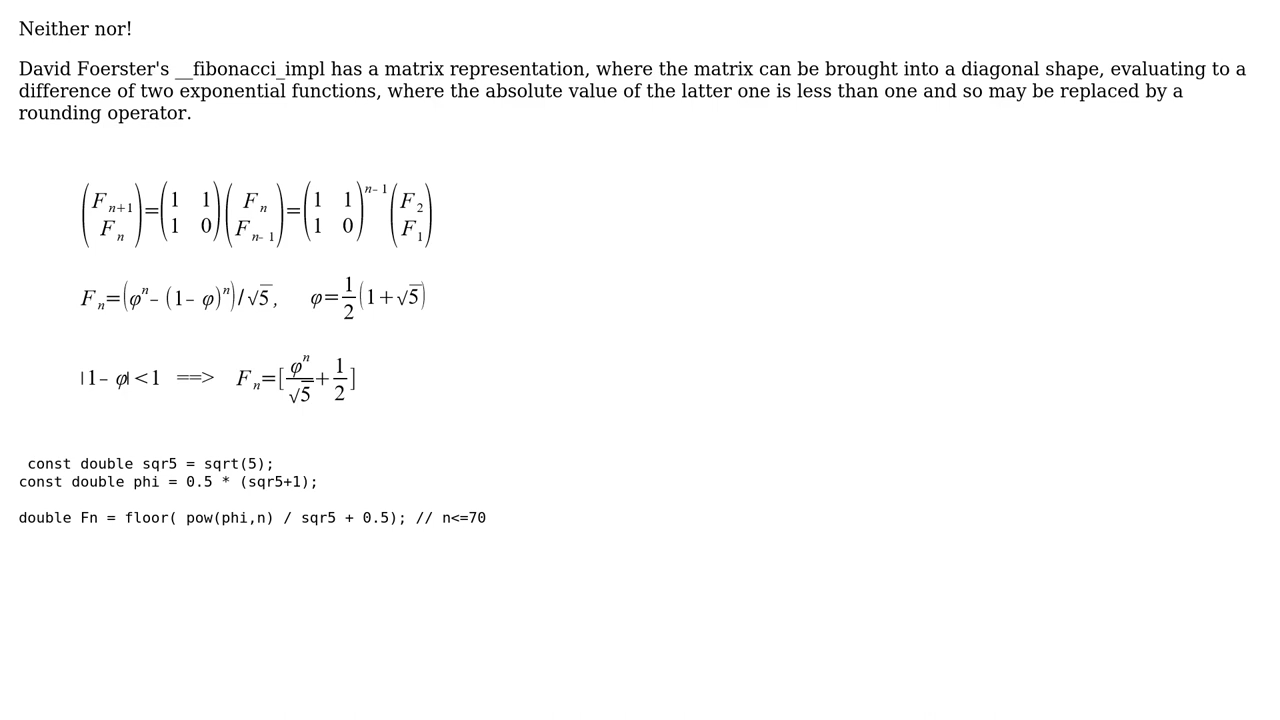 Neither nor!
David Foerster's __fibonacci_impl has a matrix representation, where the matrix can be brought into a diagonal shape, evaluating to a
difference of two exponential functions, where the absolute value of the latter one is less than one and so may be replaced by a
rounding operator.
(F_{n+1} F_n) = (1 1 1 0) (F_n F_{n-1}) = (1 1 1 0)^{n-1} (F_2 F_1)
F_n = (φ^n – (1 – φ)^n) / √5, φ = 1/2 (1 + √5)
|1 – φ| < 1 ==> F_n = [φ^n/√5 + 1/2]
const double sqr5 = sqrt(5);
const double phi = 0.5 * (sqr5+1);
double Fn = floor( pow(phi,n) / sqr5 + 0.5); // n<=70